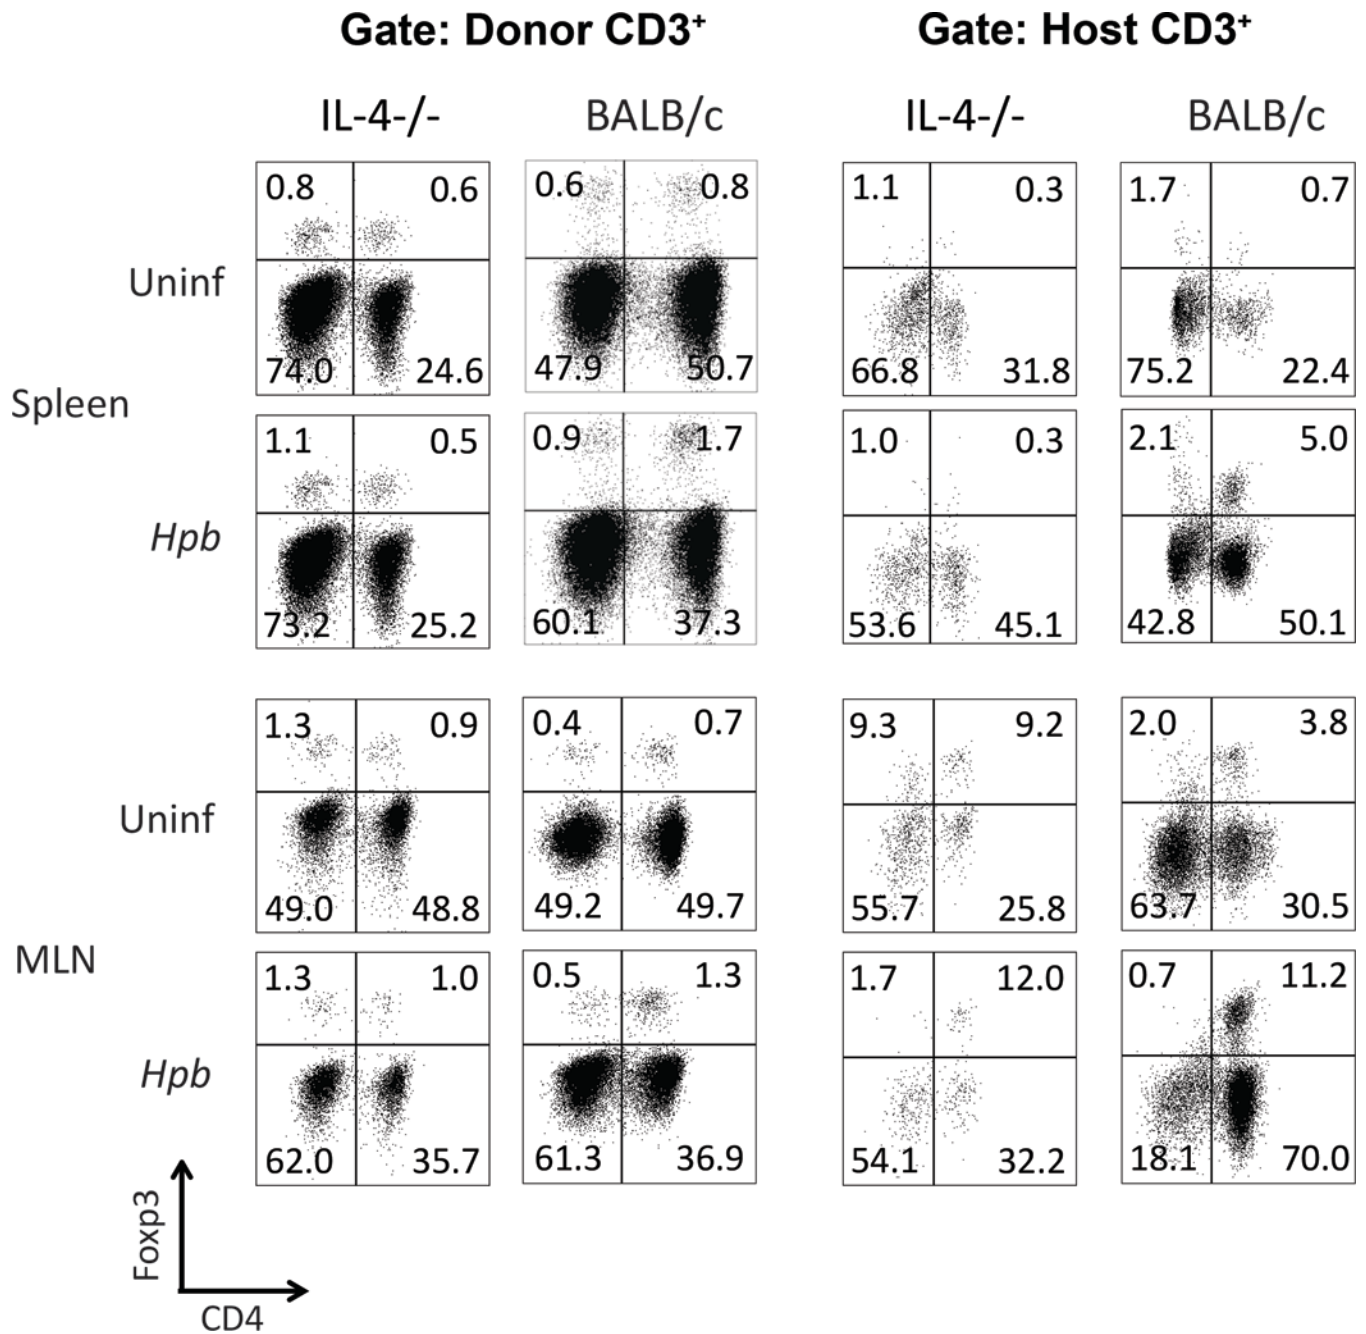 Gate: Donor CD3+ Gate: Host CD3+
IL-4-/- BALB/c IL-4-/- BALB/c
0.8 0.6 0.6 0.8 1.1 0.3 1.7 0.7
Uninf
74.0 24.6 47.9 50.7 66.8 31.8 75.2 22.4
Spleen
1.1 0.5 0.9 1.7 1.0 0.3 2.1 5.0
Hpb
73.2 25.2 60.1 37.3 53.6 45.1 42.8 50.1
1.3 0.9 0.4 0.7 9.3 9.2 2.0 3.8
Uninf
49.0 48.8 49.2 49.7 55.7 25.8 63.7 30.5
MLN
1.3 1.0 0.5 1.3 1.7 12.0 0.7 11.2
Hpb
62.0 35.7 61.3 36.9 54.1 32.2 18.1 70.0
Foxp3
CD4